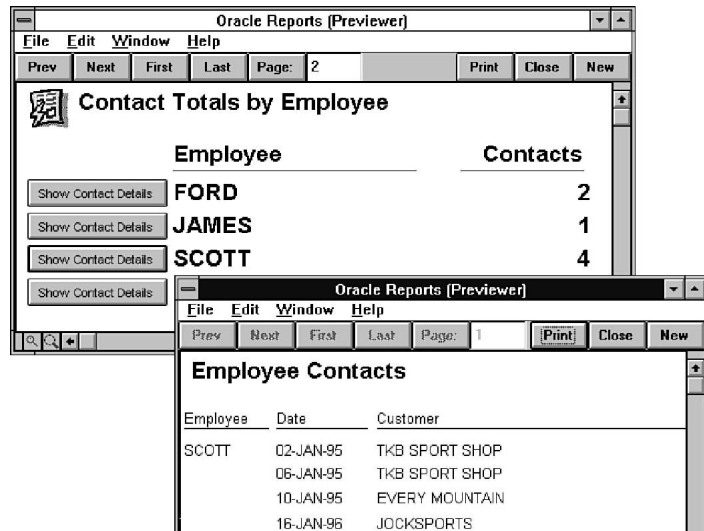 Oracle Reports (Previewer)
File Edit Window Help
Prev Next First Last Page: 2 Print Close New
Contact Totals by Employee
Employee Contacts
Show Contact Details FORD 2
Show Contact Details JAMES 1
Show Contact Details SCOTT 4
Show Contact Details
Oracle Reports (Previewer)
File Edit Window Help
Prev Next First Last Page: 1 Print Close New
Employee Contacts
Employee Date Customer
SCOTT 02-JAN-95 TKB SPORT SHOP
06-JAN-95 TKB SPORT SHOP
10-JAN-95 EVERY MOUNTAIN
16-JAN-96 JOCKSPORTS